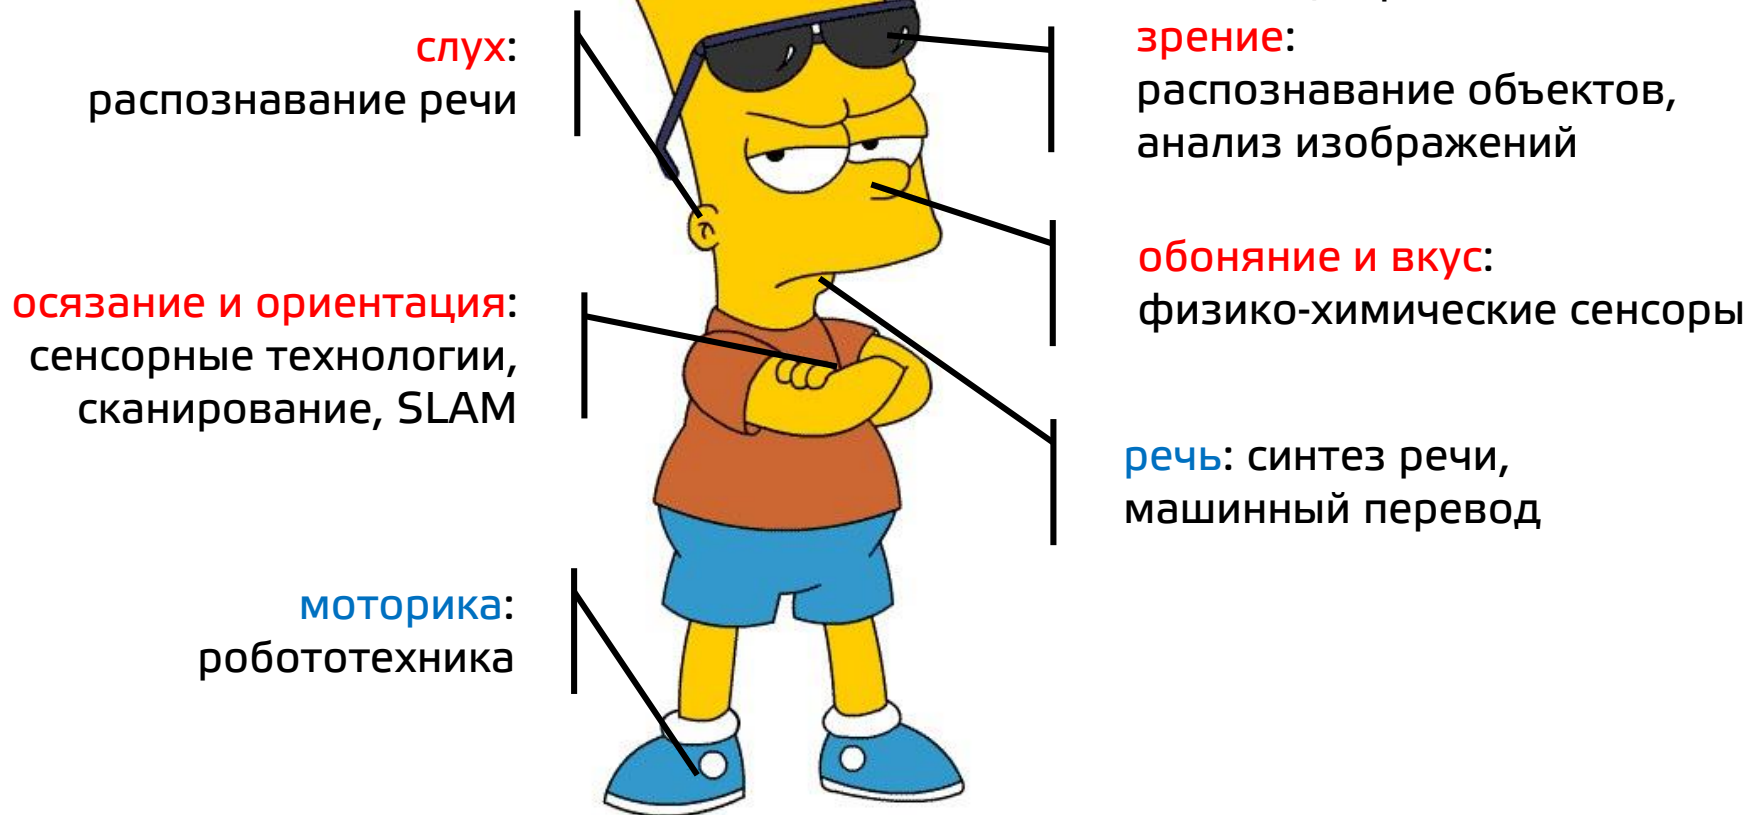 слух:
распознавание речи
осязание и ориентация:
сенсорные технологии,
сканирование, SLAM
моторика:
робототехника
зрение:
распознавание объектов,
анализ изображений
обоняние и вкус:
физико-химические сенсоры
речь: синтез речи,
машинный перевод